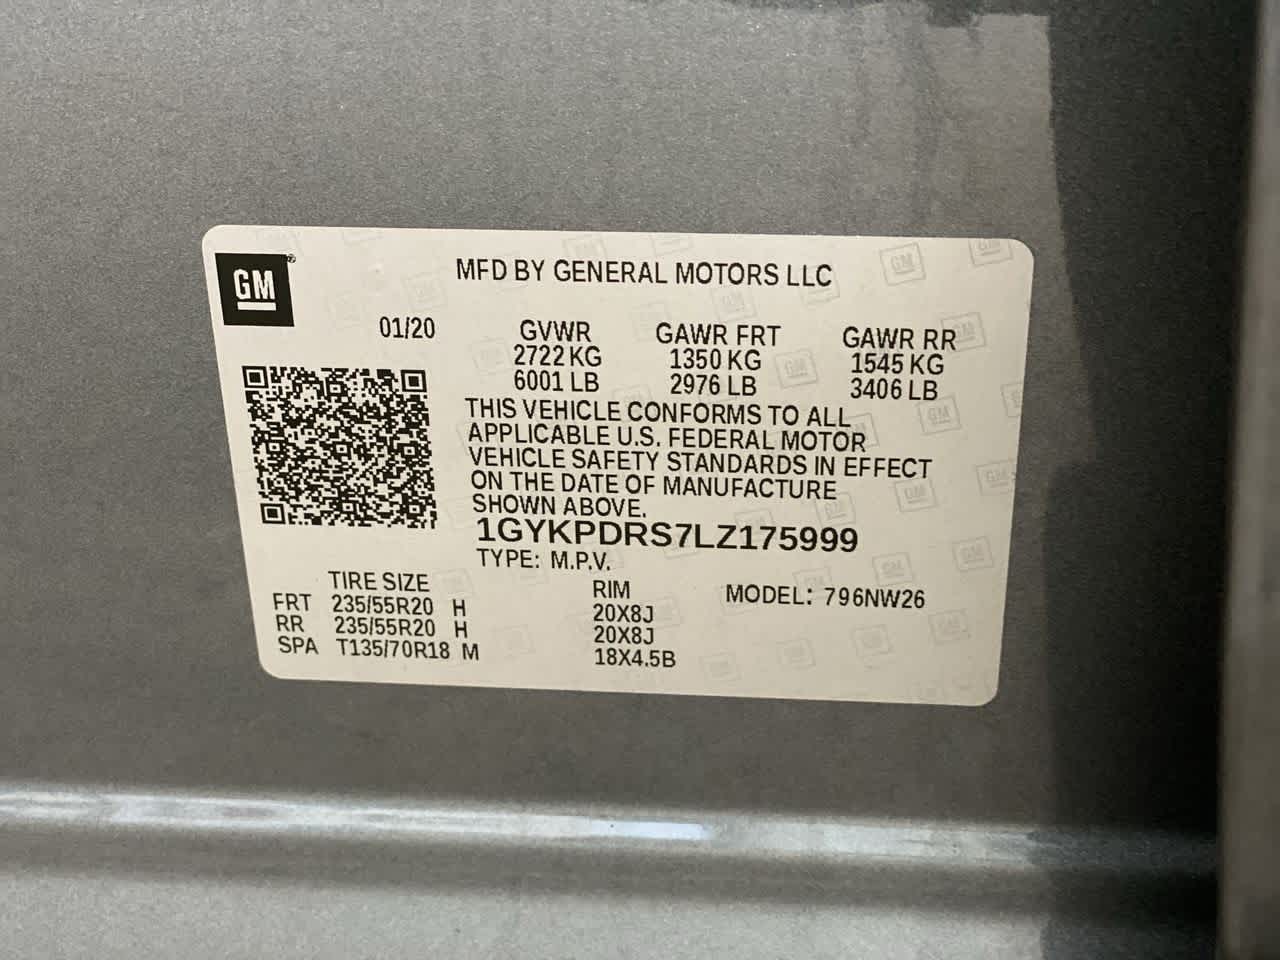 GM
MFD BY GENERAL MOTORS LLC
01/20 GVWR GAWR FRT GAWR RR
2722 KG 1350 KG 1545 KG
6001 LB 2976 LB 3406 LB
THIS VEHICLE CONFORMS TO ALL
APPLICABLE U.S. FEDERAL MOTOR
VEHICLE SAFETY STANDARDS IN EFFECT
ON THE DATE OF MANUFACTURE
SHOWN ABOVE.
1GYKPDRS7LZ175999
TYPE: M.P.V.
TIRE SIZE RIM MODEL: 796NW26
FRT 235/55R20 H 20X8J
RR 235/55R20 H 20X8J
SPA T135/70R18 M 18X4.5B